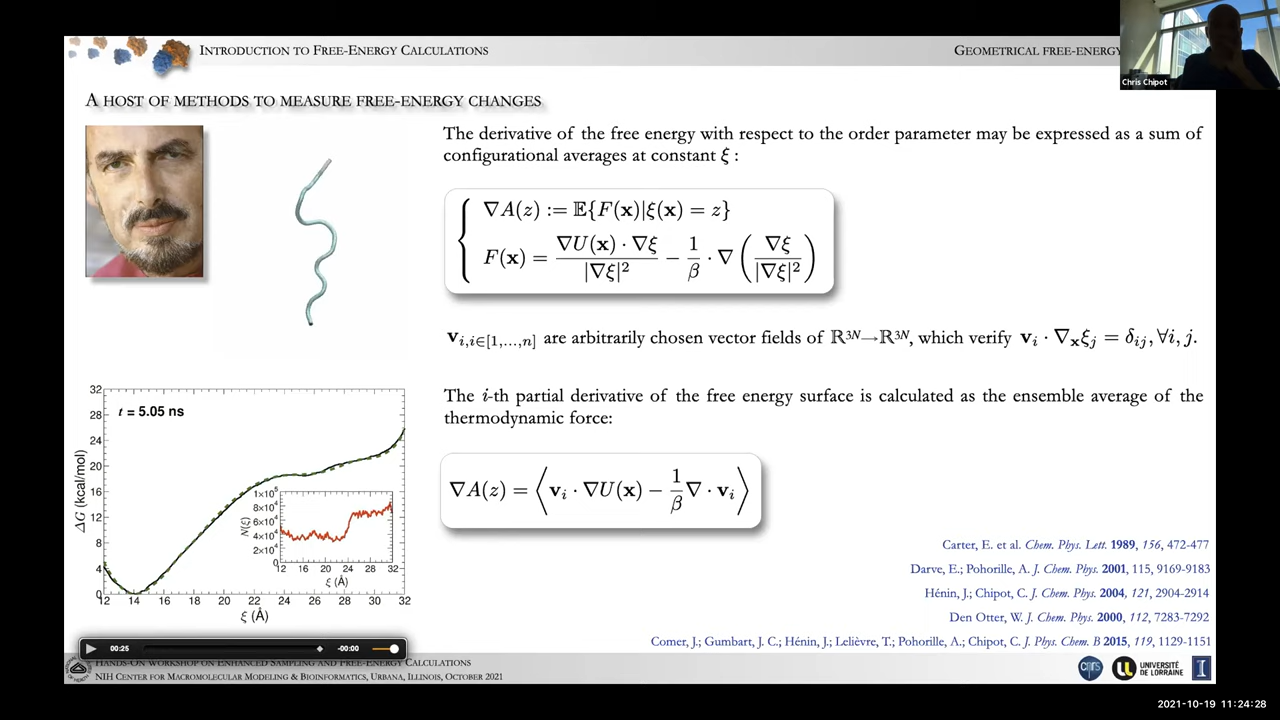 INTRODUCTION TO FREE-ENERGY CALCULATIONS
GEOMETRICAL FREE-ENERGY
Chris Chipot
A HOST OF METHODS TO MEASURE FREE-ENERGY CHANGES
The derivative of the free energy with respect to the order parameter may be expressed as a sum of
configurational averages at constant ξ :
∇A(z) := 𝔼{F(x)|ξ(x) = z}
F(x) = ∇U(x) · ∇ξ / |∇ξ|² − 1/β · ∇ (∇ξ / |∇ξ|²)
v_{i,i∈[1,...,n]} are arbitrarily chosen vector fields of ℝ³ᴺ→ℝ³ᴺ, which verify v_i · ∇_x ξ_j = δ_ij, ∀i, j.
The i-th partial derivative of the free energy surface is calculated as the ensemble average of the
thermodynamic force:
∇A(z) = ⟨v_i · ∇U(x) − 1/β ∇ · v_i⟩
t = 5.05 ns
ΔG (kcal/mol)
32
28
24
20
16
12
8
4
0
12 14 16 18 20 22 24 26 28 30 32
ξ (Å)
N(ξ)
1×10⁵
8×10⁴
6×10⁴
4×10⁴
2×10⁴
0
12 16 20 24 28 32
ξ (Å)
Carter, E. et al. Chem. Phys. Lett. 1989, 156, 472-477
Darve, E.; Pohorille, A. J. Chem. Phys. 2001, 115, 9169-9183
Hénin, J.; Chipot, C. J. Chem. Phys. 2004, 121, 2904-2914
Den Otter, W. J. Chem. Phys. 2000, 112, 7283-7292
Comer, J.; Gumbart, J. C.; Hénin, J.; Lelièvre, T.; Pohorille, A.; Chipot, C. J. Phys. Chem. B 2015, 119, 1129-1151
00:25
-00:00
HANDS-ON WORKSHOP ON ENHANCED SAMPLING AND FREE-ENERGY CALCULATIONS
NIH CENTER FOR MACROMOLECULAR MODELING & BIOINFORMATICS, URBANA, ILLINOIS, OCTOBER 2021
cnrs
UNIVERSITÉ
DE LORRAINE
2021-10-19 11:24:28